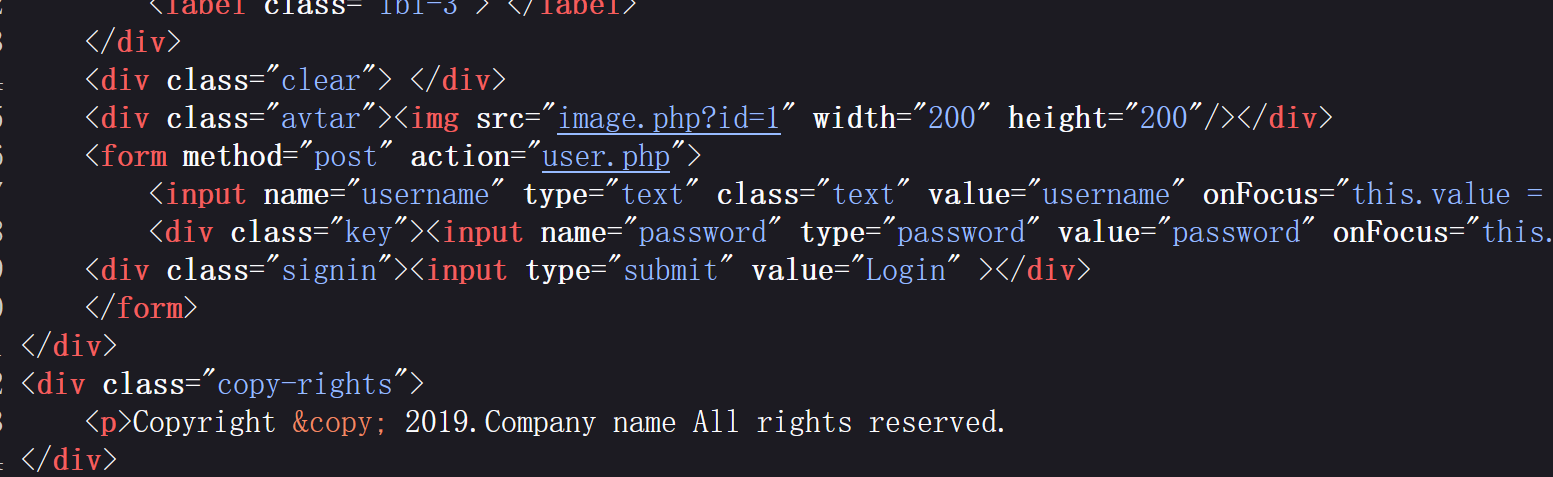 <label class="lbl-3"> </label>
</div>
<div class="clear"> </div>
<div class="avtar"><img src="image.php?id=1" width="200" height="200"/></div>
<form method="post" action="user.php">
<input name="username" type="text" class="text" value="username" onFocus="this.value =
<div class="key"><input name="password" type="password" value="password" onFocus="this.
<div class="signin"><input type="submit" value="Login" ></div>
</form>
</div>
<div class="copy-rights">
<p>Copyright &copy; 2019.Company name All rights reserved.
</div>